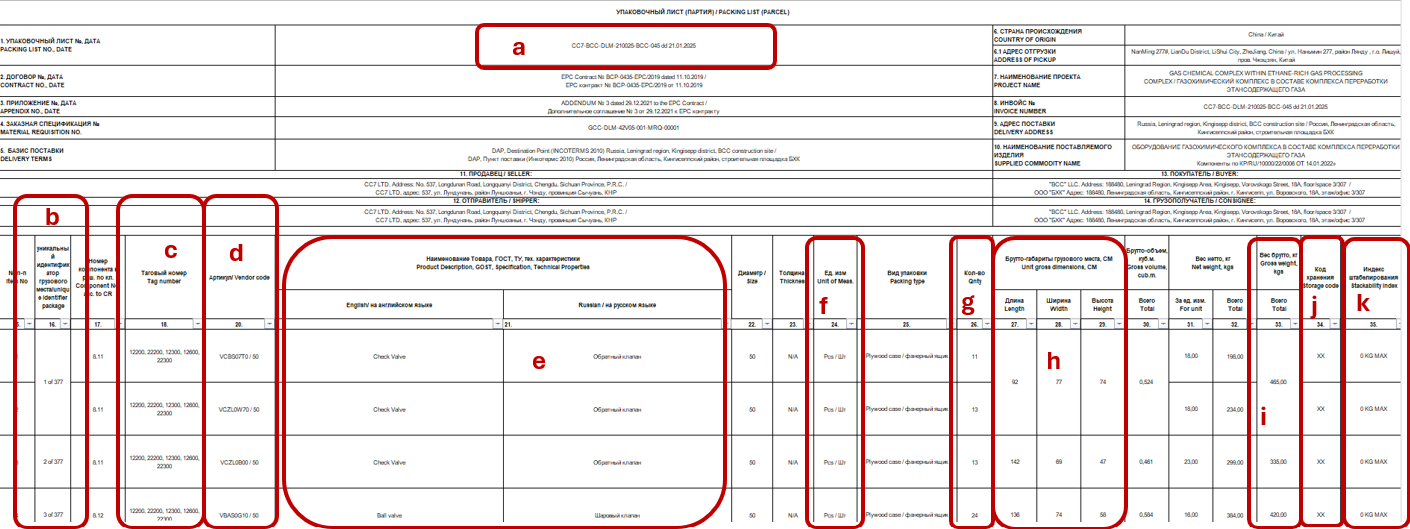 УПАКОВОЧНЫЙ ЛИСТ (ПАРТИЯ) / PACKING LIST (PARCEL)
1. УПАКОВОЧНЫЙ ЛИСТ №, ДАТА
PACKING LIST NO., DATE
a
CC7-BCC-DLM-210025-BCC-045 dd 21.01.2025
6. СТРАНА ПРОИСХОЖДЕНИЯ
COUNTRY OF ORIGIN
China / Китай
6.1 АДРЕС ОТГРУЗКИ
ADDRESS OF PICKUP
NanMing 277#, LianDu District, LiShui City, ZheJiang, China / ул. Нанмин 277, район Лянду , г.о. Лишуй,
пров. Чжэцзян, Китай
2. ДОГОВОР №, ДАТА
CONTRACT NO., DATE
EPC Contract № BCP-0435-EPC/2019 dated 11.10.2019 /
EPC контракт № BCP-0435-EPC/2019 от 11.10.2019
7. НАИМЕНОВАНИЕ ПРОЕКТА
PROJECT NAME
GAS CHEMICAL COMPLEX WITHIN ETHANE-RICH GAS PROCESSING
COMPLEX / ГАЗОХИМИЧЕСКИЙ КОМПЛЕКС В СОСТАВЕ КОМПЛЕКСА ПЕРЕРАБОТКИ
ЭТАНСОДЕРЖАЩЕГО ГАЗА
3. ПРИЛОЖЕНИЕ №, ДАТА
APPENDIX NO., DATE
ADDENDUM № 3 dated 29.12.2021 to the EPC Contract /
Дополнительное соглашение № 3 от 29.12.2021 к EPC контракту
8. ИНВОЙС №
INVOICE NUMBER
CC7-BCC-DLM-210025-BCC-045 dd 21.01.2025
4. ЗАКАЗНАЯ СПЕЦИФИКАЦИЯ №
MATERIAL REQUISITION NO.
GCC-DLM-42V05-001-MRQ-00001
9. АДРЕС ПОСТАВКИ
DELIVERY ADDRESS
Russia, Leningrad region, Kingisepp district, BCC construction site / Россия, Ленинградская область,
Кингисеппский район, строительная площадка БХК
5. БАЗИС ПОСТАВКИ
DELIVERY TERMS
DAP, Destination Point (INCOTERMS 2010) Russia, Leningrad region, Kingisepp district, BCC construction site /
DAP, Пункт поставки (Инкотермс 2010) Россия, Ленинградская область, Кингисеппский район, строительная площадка БХК
10. НАИМЕНОВАНИЕ ПОСТАВЛЯЕМОГО
ИЗДЕЛИЯ
SUPPLIED COMMODITY NAME
ОБОРУДОВАНИЕ ГАЗОХИМИЧЕСКОГО КОМПЛЕКСА В СОСТАВЕ КОМПЛЕКСА ПЕРЕРАБОТКИ
ЭТАНСОДЕРЖАЩЕГО ГАЗА
Компоненты по КР/RU/10000/22/0006 ОТ 14.01.2022г
11. ПРОДАВЕЦ / SELLER:
13. ПОКУПАТЕЛЬ / BUYER:
CC7 LTD. Address: No. 537, Longdunan Road, Longquanyi District, Chengdu, Sichuan Province, P.R.C. /
CC7 LTD, адрес: 537, ул. Лундунань, район Лунцюаньи, г. Чэнду, провинция Сычуань, КНР
"BCC" LLC. Address: 188480, Leningrad Region, Kingisepp Area, Kingisepp, Vorovskogo Street, 18A, floor/space 3/307 /
ООО "БХК" Адрес: 188480, Ленинградская область, Кингисеппский район, г. Кингисепп, ул. Воровского, 18А, этаж/офис 3/307
12. ОТПРАВИТЕЛЬ / SHIPPER:
14. ГРУЗОПОЛУЧАТЕЛЬ / CONSIGNEE:
CC7 LTD. Address: No. 537, Longdunan Road, Longquanyi District, Chengdu, Sichuan Province, P.R.C. /
CC7 LTD, адрес: 537, ул. Лундунань, район Лунцюаньи, г. Чэнду, провинция Сычуань, КНР
"BCC" LLC. Address: 188480, Leningrad Region, Kingisepp Area, Kingisepp, Vorovskogo Street, 18A, floor/space 3/307 /
ООО "БХК" Адрес: 188480, Ленинградская область, Кингисеппский район, г. Кингисепп, ул. Воровского, 18А, этаж/офис 3/307
b
c
d
e
f
g
h
i
j
k
уникальны
й
идентифик
атор
грузового
места/uniqu
e identifier
package
Номер
Таговый номер
Tag number
Артикул/ Vendor code
Наименование Товара, ГОСТ, ТУ, тех. характеристики
Product Description, GOST, Specification, Technical Properties
English/ на английском языке
Russian / на русском языке
Диаметр /
Size
Толщина
Thickness
Ед. изм
Unit of Meas.
Вид упаковки
Packing type
Кол-во
Qnty
Брутто-габариты грузового места, СМ
Unit gross dimensions, CM
Длина
Length
Ширина
Width
Высота
Height
Брутто-объем,
куб.м.
Gross volume,
cub.m.
Всего
Total
Вес нетто, кг
Net weight, kgs
За ед. изм.
For unit
Всего
Total
Вес брутто, кг
Gross weight,
kgs
Всего
Total
Код
хранения
Storage code
Индекс
штабелирования
Stackability index
16. 17. 18. 20. 21. 22. 23. 24. 25. 26. 27. 28. 29. 30. 31. 32. 33. 34. 35.
1 of 377
8.11
12200, 22200, 12300, 12600,
22300
VCBS07T0 / 50
Check Valve
Обратный клапан
50
N/A
Pcs / Шт
Plywood case / фанерный ящик
11
92
77
74
0,524
18,00
198,00
465,00
XX
0 KG MAX
8.11
12200, 22200, 12300, 12600,
22300
VCZL0W70 / 50
Check Valve
Обратный клапан
50
N/A
Pcs / Шт
Plywood case / фанерный ящик
13
18,00
234,00
XX
0 KG MAX
2 of 377
8.11
12200, 22200, 12300, 12600,
22300
VCZL0B00 / 50
Check Valve
Обратный клапан
50
N/A
Pcs / Шт
Plywood case / фанерный ящик
13
142
69
47
0,461
23,00
299,00
335,00
XX
0 KG MAX
3 of 377
8.12
12200, 22200, 12300, 12600,
22300
VBAS0G10 / 50
Ball valve
Шаровый клапан
50
N/A
Pcs / Шт
Plywood case / фанерный ящик
24
136
74
58
0,584
16,00
384,00
420,00
XX
0 KG MAX